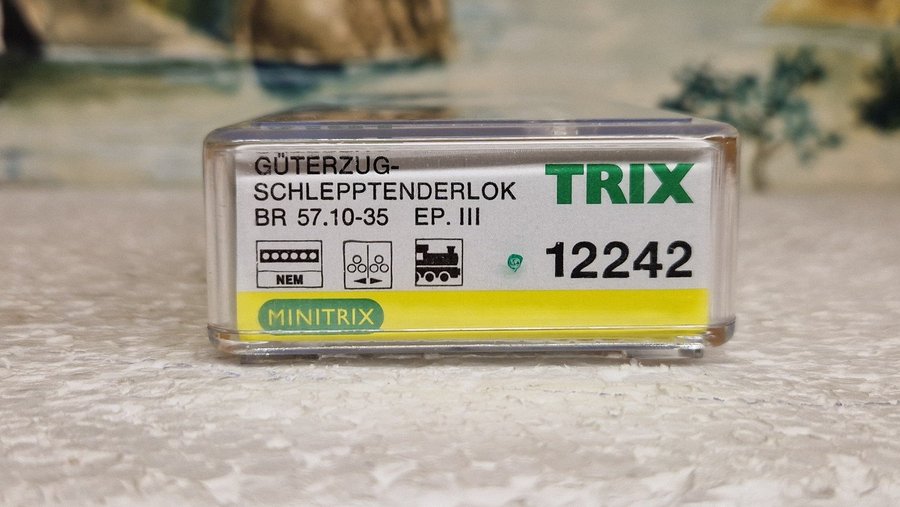 GÜTERZUG-
SCHLEPPTENDERLOK
BR 57.10-35 EP. III
TRIX
NEM
12242
MINITRIX